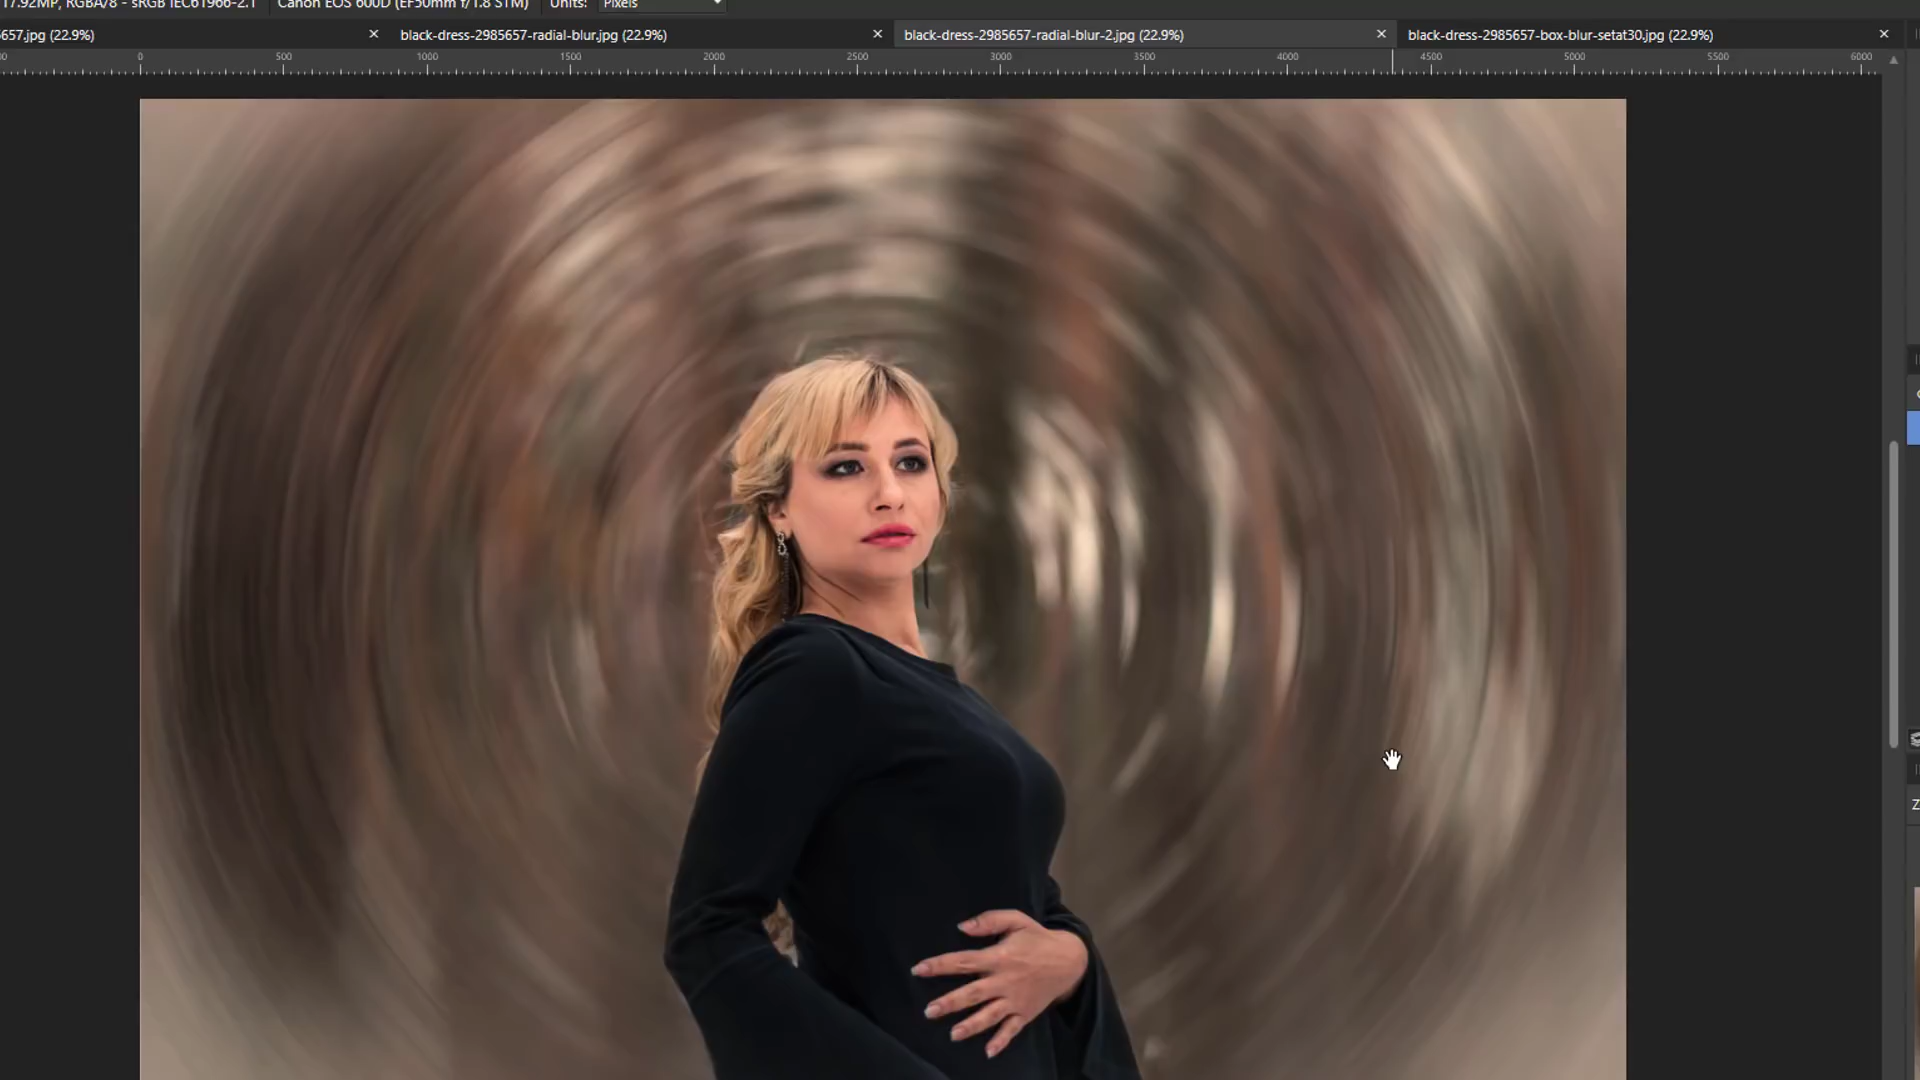 17.92MP, RGBA/8 - sRGB IEC61966-2.1 Canon EOS 600D (EF50mm f/1.8 STM) Units: Pixels
657.jpg (22.9%) × black-dress-2985657-radial-blur.jpg (22.9%) × black-dress-2985657-radial-blur-2.jpg (22.9%) × black-dress-2985657-box-blur-setat30.jpg (22.9%) ×
0 500 1000 1500 2000 2500 3000 3500 4000 4500 5000 5500 6000
Z